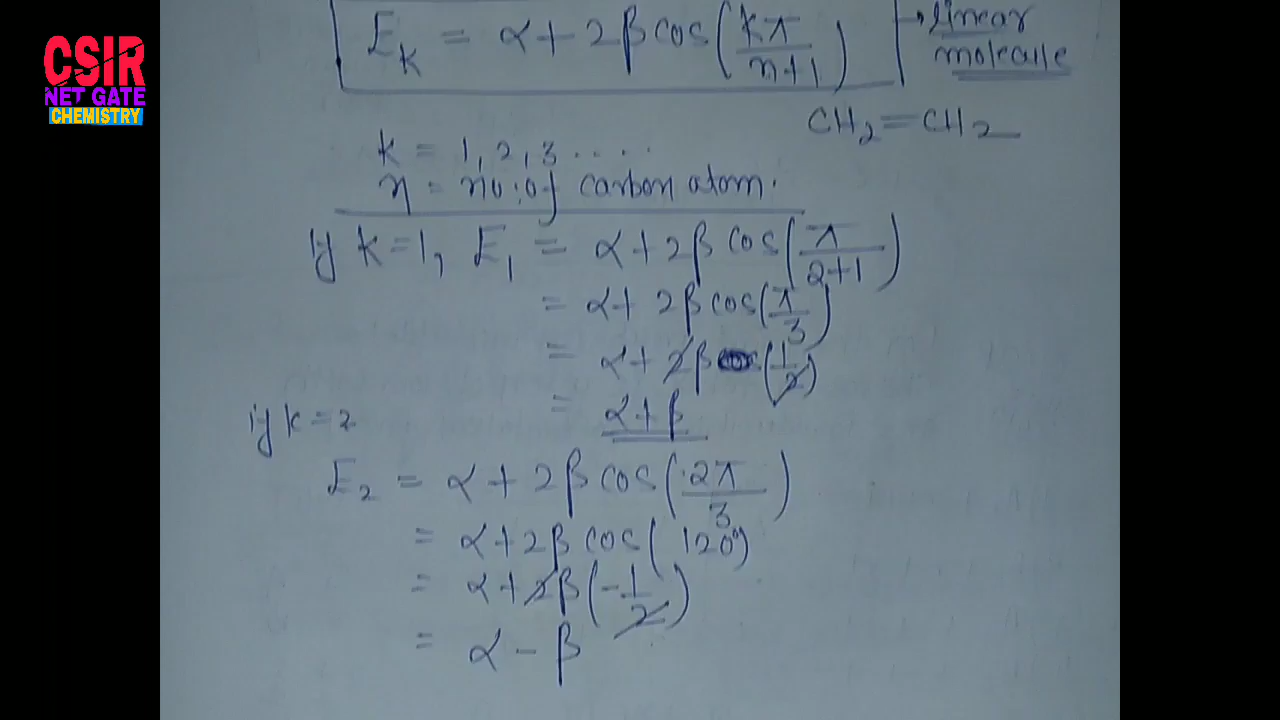 CSIR
NET GATE
CHEMISTRY
E_k = α + 2β cos(kπ/n+1) → linear molecule
CH₂=CH₂
k = 1, 2, 3 ....
n = no: of carbon atom.
if k=1, E₁ = α + 2β cos(π/2+1)
= α + 2β cos(π/3)
= α + 2β (1/2)
= α + β
if k=2
E₂ = α + 2β cos(2π/3)
= α + 2β cos(120°)
= α + 2β(-1/2)
= α - β